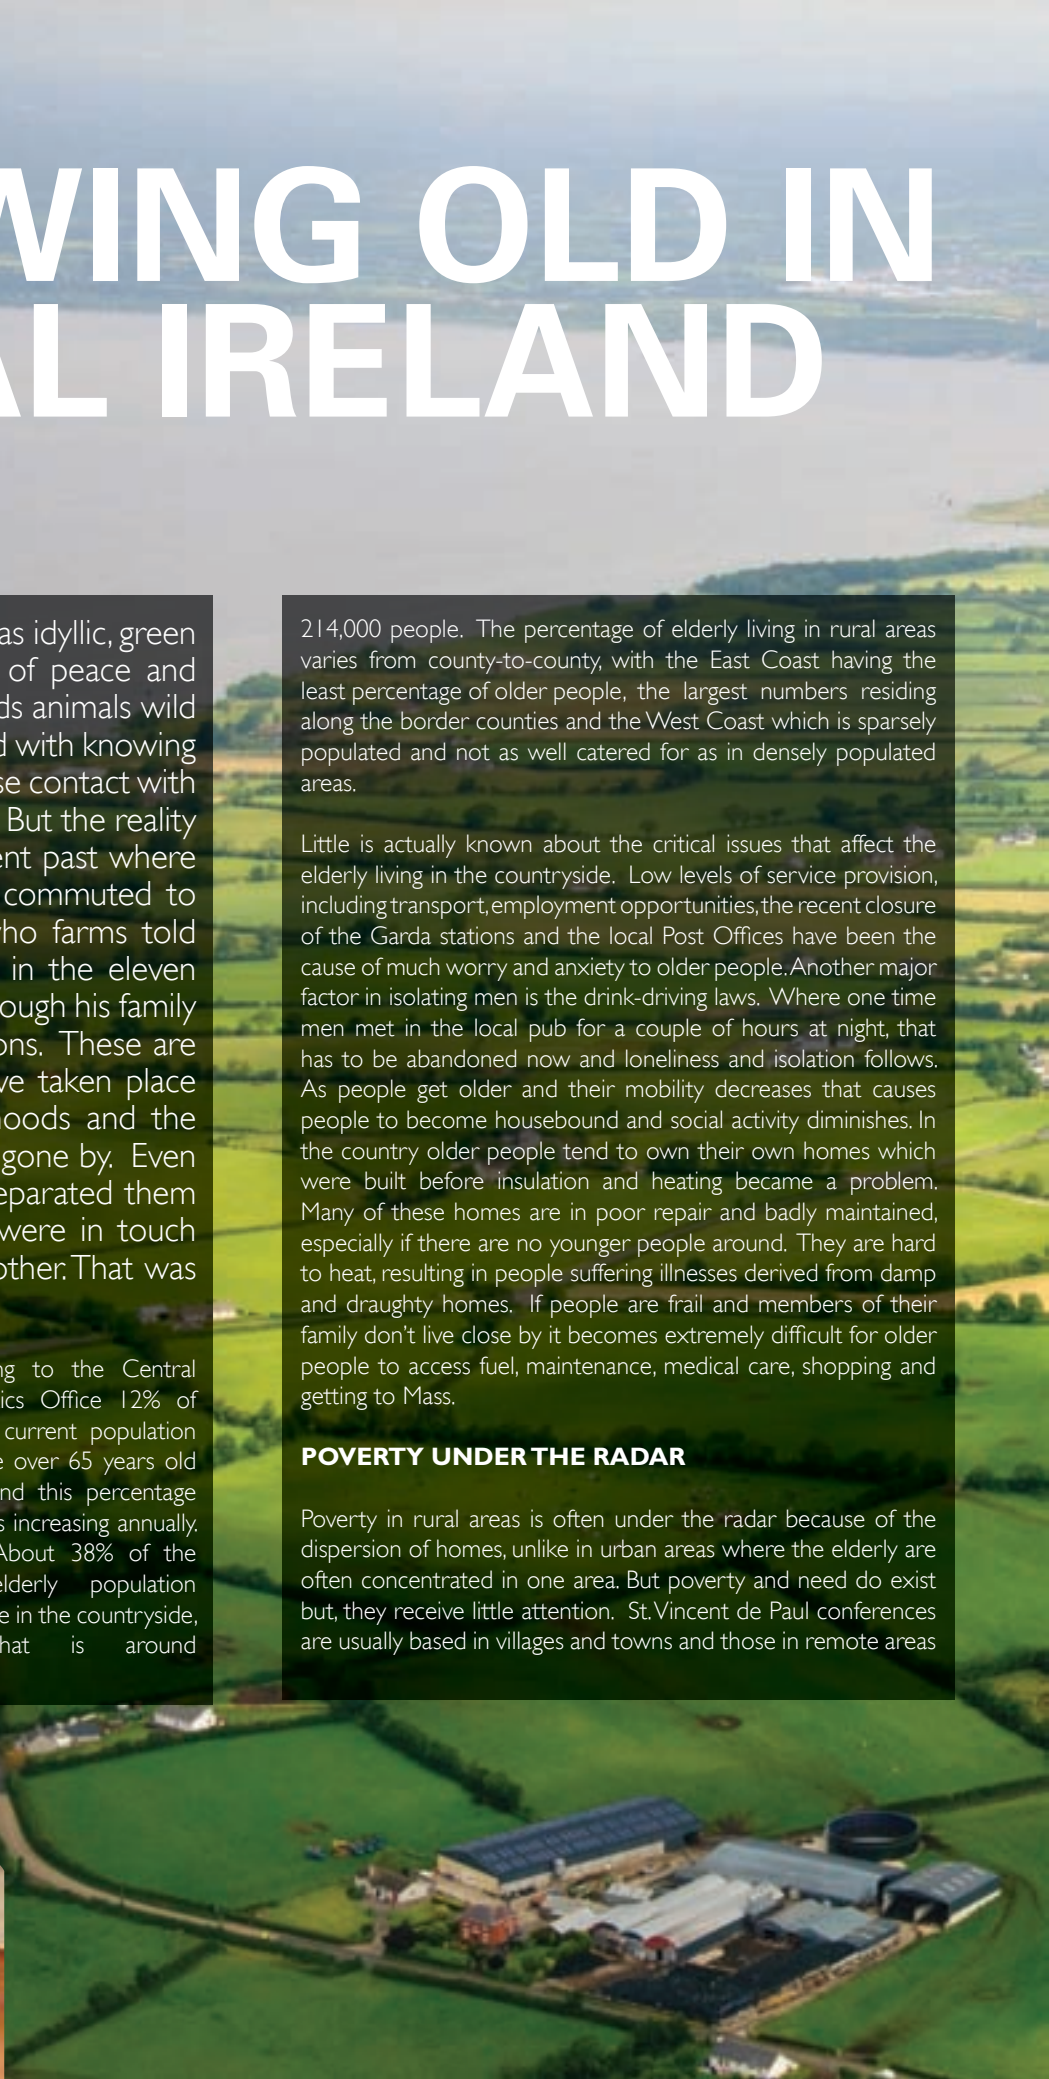 WING OLD IN
AL IRELAND
as idyllic, green
of peace and
ds animals wild
d with knowing
se contact with
But the reality
ent past where
commuted to
who farms told
in the eleven
ough his family
ons. These are
ve taken place
hoods and the
gone by. Even
eparated them
were in touch
other. That was
ng to the Central
ics Office 12% of
current population
e over 65 years old
nd this percentage
s increasing annually.
About 38% of the
elderly population
e in the countryside,
hat is around
214,000 people. The percentage of elderly living in rural areas
varies from county-to-county, with the East Coast having the
least percentage of older people, the largest numbers residing
along the border counties and the West Coast which is sparsely
populated and not as well catered for as in densely populated
areas.
Little is actually known about the critical issues that affect the
elderly living in the countryside. Low levels of service provision,
including transport, employment opportunities, the recent closure
of the Garda stations and the local Post Offices have been the
cause of much worry and anxiety to older people. Another major
factor in isolating men is the drink-driving laws. Where one time
men met in the local pub for a couple of hours at night, that
has to be abandoned now and loneliness and isolation follows.
As people get older and their mobility decreases that causes
people to become housebound and social activity diminishes. In
the country older people tend to own their own homes which
were built before insulation and heating became a problem.
Many of these homes are in poor repair and badly maintained,
especially if there are no younger people around. They are hard
to heat, resulting in people suffering illnesses derived from damp
and draughty homes. If people are frail and members of their
family don't live close by it becomes extremely difficult for older
people to access fuel, maintenance, medical care, shopping and
getting to Mass.
POVERTY UNDER THE RADAR
Poverty in rural areas is often under the radar because of the
dispersion of homes, unlike in urban areas where the elderly are
often concentrated in one area. But poverty and need do exist
but, they receive little attention. St. Vincent de Paul conferences
are usually based in villages and towns and those in remote areas